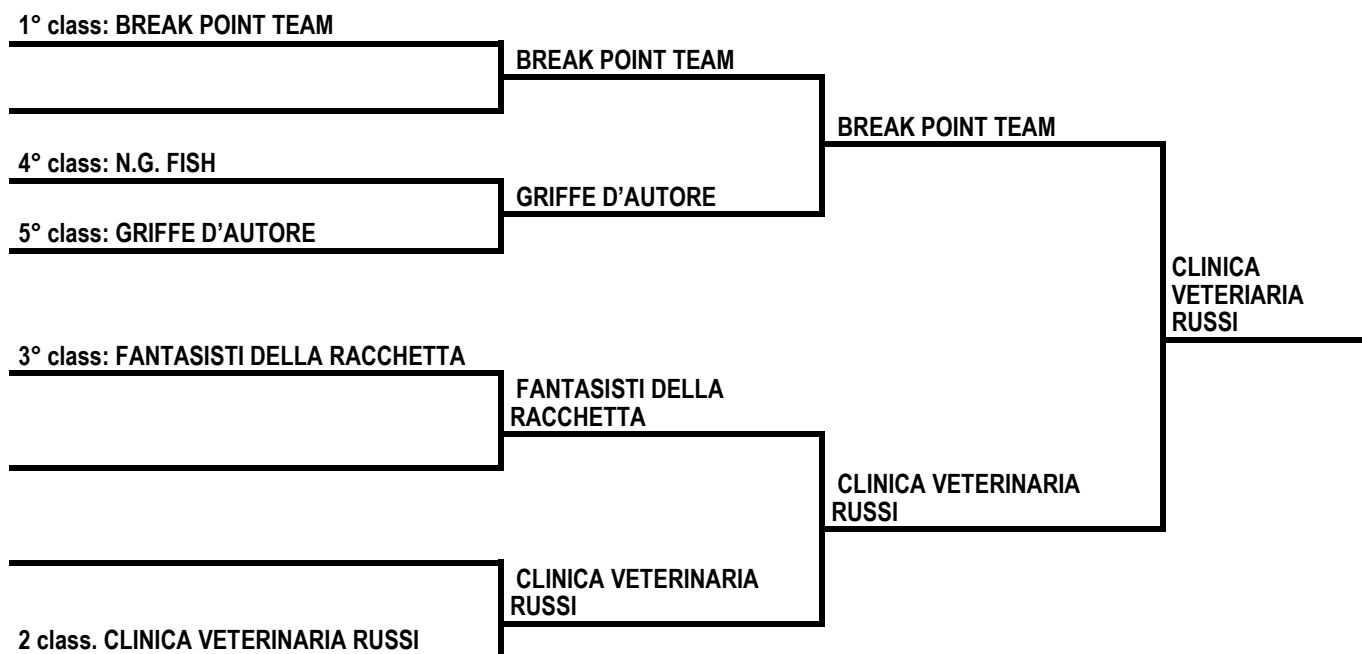 1° class: BREAK POINT TEAM
BREAK POINT TEAM
BREAK POINT TEAM
4° class: N.G. FISH
GRIFFE D’AUTORE
5° class: GRIFFE D’AUTORE
CLINICA
VETERIARIA
RUSSI
3° class: FANTASISTI DELLA RACCHETTA
FANTASISTI DELLA
RACCHETTA
CLINICA VETERINARIA
RUSSI
CLINICA VETERINARIA
RUSSI
2 class. CLINICA VETERINARIA RUSSI